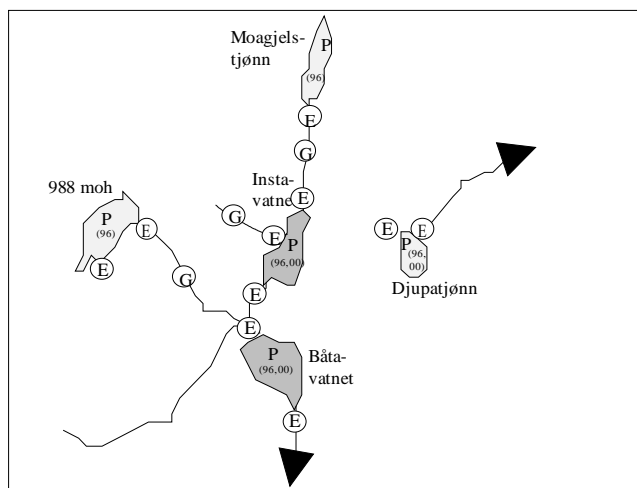 Moagjels-
tjønn
P
(96)
E
G
Insta-
vatnet
E
988 moh
P
(96)
E
E
G
G
E
P
(96,00)
E
E
E
E
P
(96,
00)
Djupatjønn
P
(96,00)
Båta-
vatnet
E